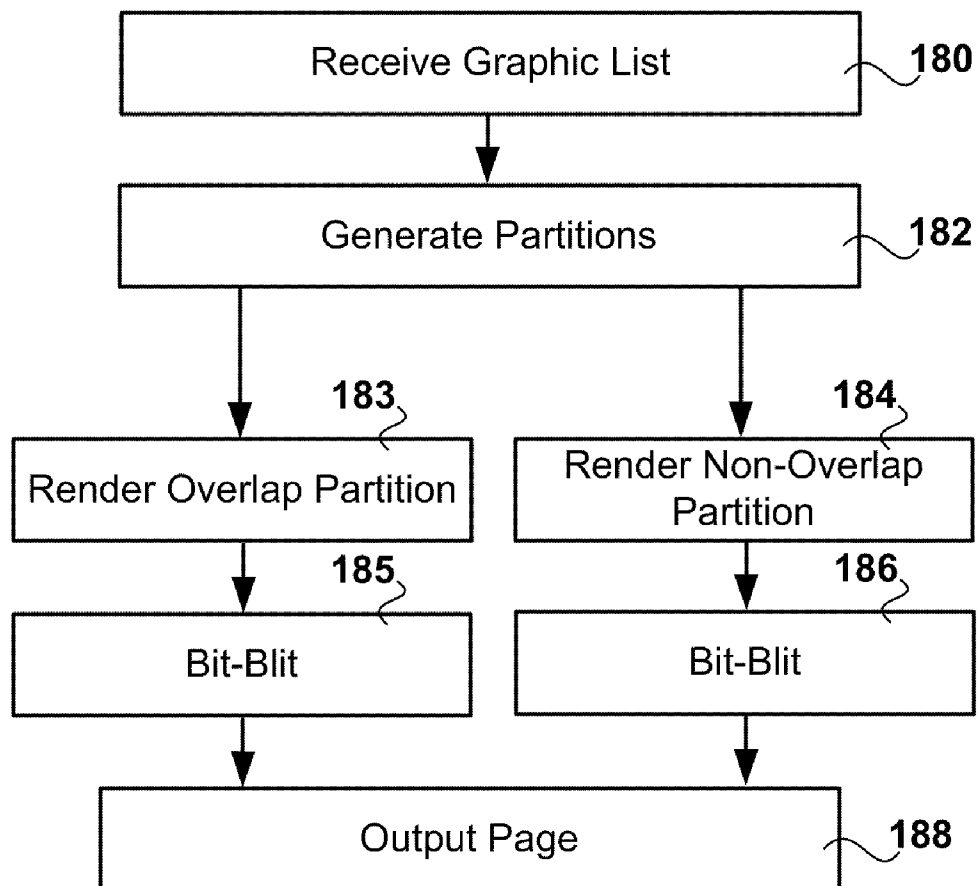 Receive Graphic List
180
Generate Partitions
182
183
184
Render Overlap Partition
Render Non-Overlap
Partition
185
186
Bit-Blit
Bit-Blit
Output Page
188